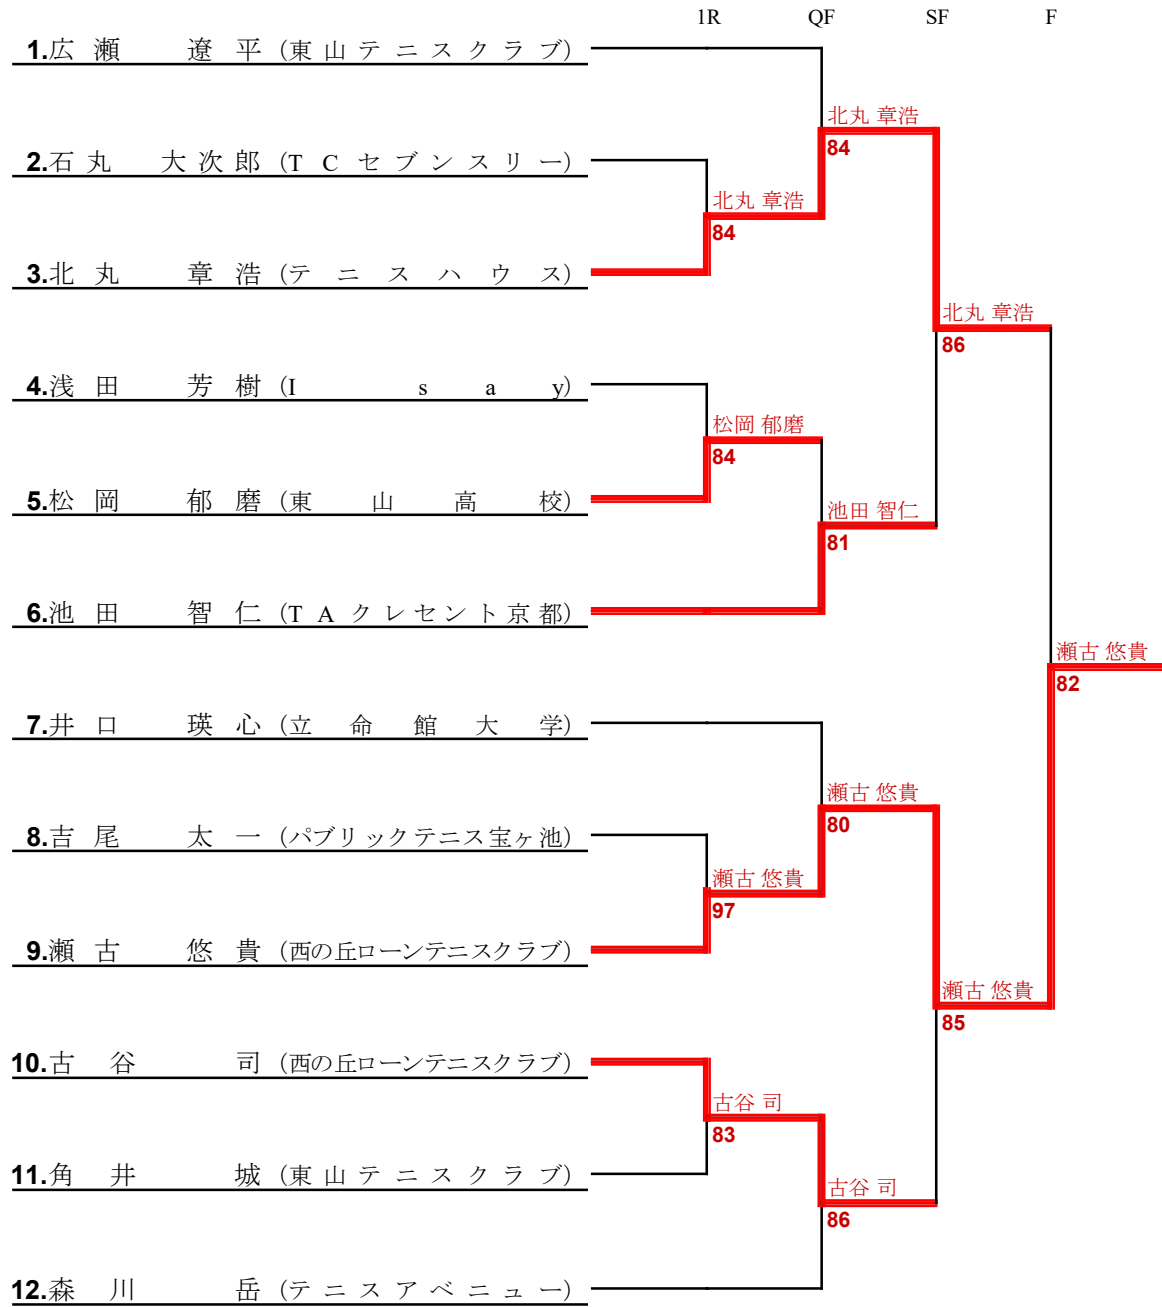 1R QF SF F
1.広瀬 遼平 (東山テニスクラブ)
北丸 章浩
84
2.石丸 大次郎 (TCセブンスリー)
北丸 章浩
84
3.北丸 章浩 (テニスハウス)
北丸 章浩
86
4.浅田 芳樹 (Isay)
松岡 郁磨
84
5.松岡 郁磨 (東山高校)
池田 智仁
81
6.池田 智仁 (TAクレセント京都)
瀬古 悠貴
82
7.井口 瑛心 (立命館大学)
瀬古 悠貴
80
8.吉尾 太一 (パブリックテニス宝ヶ池)
瀬古 悠貴
97
9.瀬古 悠貴 (西の丘ローンテニスクラブ)
瀬古 悠貴
85
10.古谷 司 (西の丘ローンテニスクラブ)
古谷 司
83
11.角井 城 (東山テニスクラブ)
古谷 司
86
12.森川 岳 (テニスアベニュー)